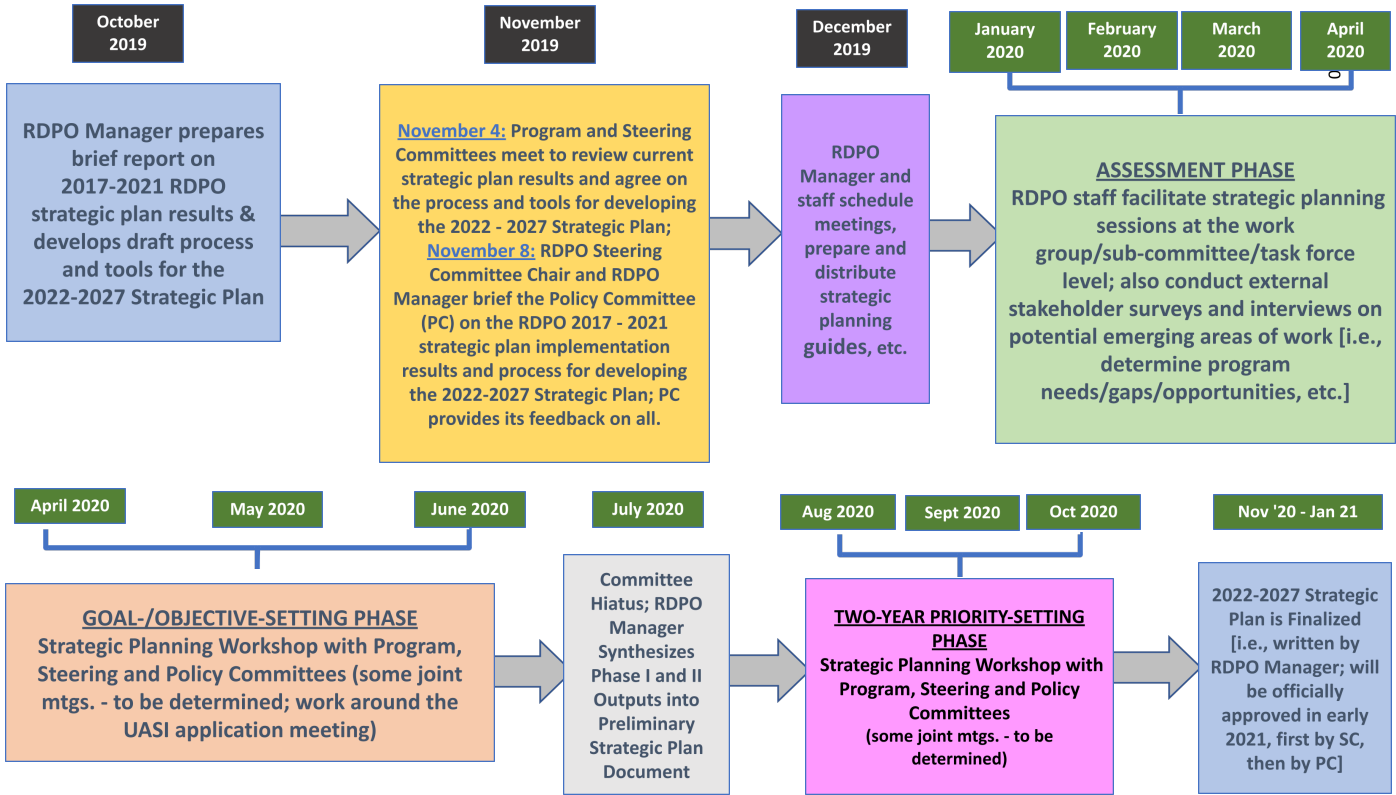 October
2019
November
2019
December
2019
January
2020
February
2020
March
2020
April
2020
0
RDPO Manager prepares
brief report on
2017-2021 RDPO
strategic plan results &
develops draft process
and tools for the
2022-2027 Strategic Plan
November 4: Program and Steering
Committees meet to review current
strategic plan results and agree on
the process and tools for developing
the 2022 - 2027 Strategic Plan;
November 8: RDPO Steering
Committee Chair and RDPO
Manager brief the Policy Committee
(PC) on the RDPO 2017 - 2021
strategic plan implementation
results and process for developing
the 2022-2027 Strategic Plan; PC
provides its feedback on all.
RDPO
Manager and
staff schedule
meetings,
prepare and
distribute
strategic
planning
guides, etc.
ASSESSMENT PHASE
RDPO staff facilitate strategic planning
sessions at the work
group/sub-committee/task force
level; also conduct external
stakeholder surveys and interviews on
potential emerging areas of work [i.e.,
determine program
needs/gaps/opportunities, etc.]
April 2020
May 2020
June 2020
July 2020
Aug 2020
Sept 2020
Oct 2020
Nov '20 - Jan 21
GOAL-/OBJECTIVE-SETTING PHASE
Strategic Planning Workshop with Program,
Steering and Policy Committees (some joint
mtgs. - to be determined; work around the
UASI application meeting)
Committee
Hiatus; RDPO
Manager
Synthesizes
Phase I and II
Outputs into
Preliminary
Strategic Plan
Document
TWO-YEAR PRIORITY-SETTING
PHASE
Strategic Planning Workshop with
Program, Steering and Policy
Committees
(some joint mtgs. - to be
determined)
2022-2027 Strategic
Plan is Finalized
[i.e., written by
RDPO Manager; will
be officially
approved in early
2021, first by SC,
then by PC]